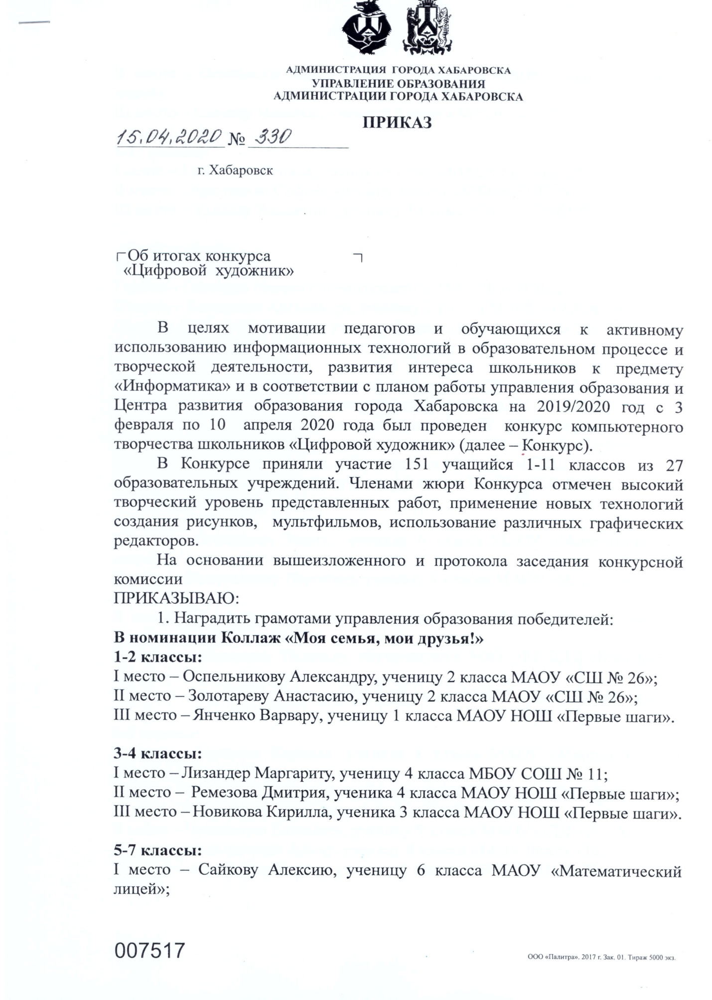 АДМИНИСТРАЦИЯ ГОРОДА ХАБАРОВСКА
УПРАВЛЕНИЕ ОБРАЗОВАНИЯ
АДМИНИСТРАЦИИ ГОРОДА ХАБАРОВСКА
ПРИКАЗ
15.04.2020 № 330
г. Хабаровск
Об итогах конкурса
«Цифровой художник»
В целях мотивации педагогов и обучающихся к активному
использованию информационных технологий в образовательном процессе и
творческой деятельности, развития интереса школьников к предмету
«Информатика» и в соответствии с планом работы управления образования и
Центра развития образования города Хабаровска на 2019/2020 год с 3
февраля по 10 апреля 2020 года был проведен конкурс компьютерного
творчества школьников «Цифровой художник» (далее – Конкурс).
В Конкурсе приняли участие 151 учащийся 1-11 классов из 27
образовательных учреждений. Членами жюри Конкурса отмечен высокий
творческий уровень представленных работ, применение новых технологий
создания рисунков, мультфильмов, использование различных графических
редакторов.
На основании вышеизложенного и протокола заседания конкурсной
комиссии
ПРИКАЗЫВАЮ:
1. Наградить грамотами управления образования победителей:
В номинации Коллаж «Моя семья, мои друзья!»
1-2 классы:
I место – Оспельникову Александру, ученицу 2 класса МАОУ «СШ № 26»;
II место – Золотареву Анастасию, ученицу 2 класса МАОУ «СШ № 26»;
III место – Янченко Варвару, ученицу 1 класса МАОУ НОШ «Первые шаги».
3-4 классы:
I место – Лизандер Маргариту, ученицу 4 класса МБОУ СОШ № 11;
II место – Ремезова Дмитрия, ученика 4 класса МАОУ НОШ «Первые шаги»;
III место – Новикова Кирилла, ученика 3 класса МАОУ НОШ «Первые шаги».
5-7 классы:
I место – Сайкову Алексию, ученицу 6 класса МАОУ «Математический
лицей»;
007517
ООО «Палитра». 2017 г. Зак. 01. Тираж 5000 экз.